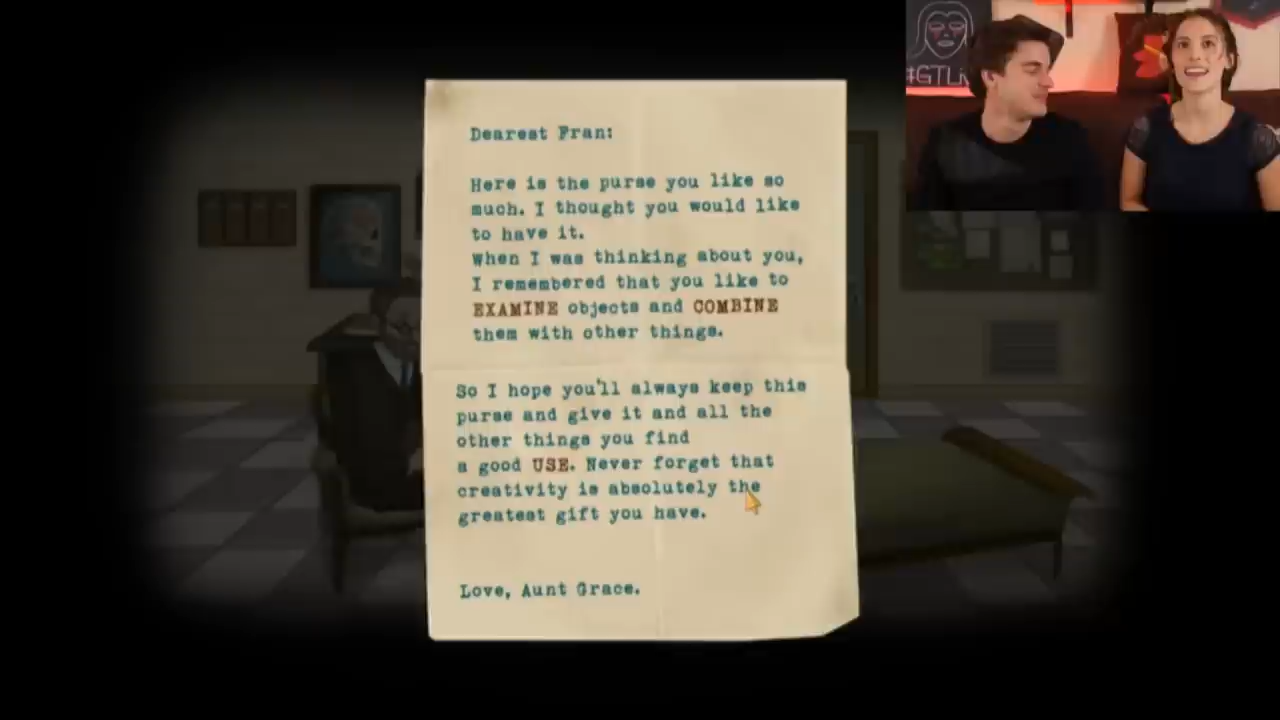 #GTLi
Dearest Fran:
Here is the purse you like so
much. I thought you would like
to have it.
When I was thinking about you,
I remembered that you like to
EXAMINE objects and COMBINE
them with other things.
So I hope you'll always keep this
purse and give it and all the
other things you find
a good USE. Never forget that
creativity is absolutely the
greatest gift you have.
Love, Aunt Grace.